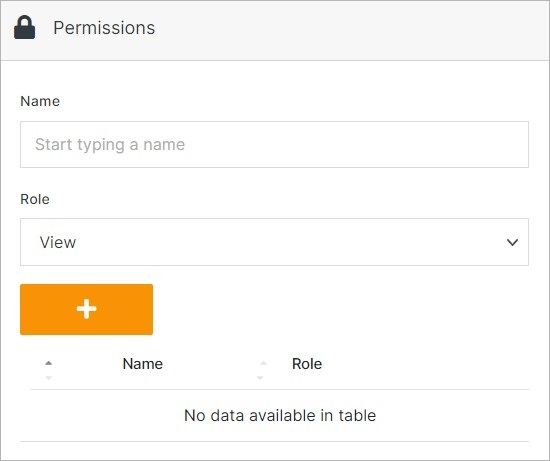 Permissions
Name
Start typing a name
Role
View
Name Role
No data available in table